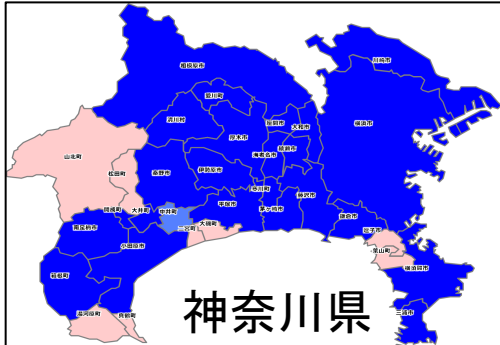 川崎市
相模原市
愛川町
横浜市
清川村
座間市
大和市
厚木市
綾瀬市
海老名市
山北町
伊勢原市
松田町
秦野市
寒川町
藤沢市
開成町
大井町
中井町
平塚市
茅ヶ崎市
鎌倉市
大磯町
南足柄市
二宮町
逗子市
小田原市
葉山町
横須賀市
箱根町
三浦市
湯河原町
真鶴町
神奈川県